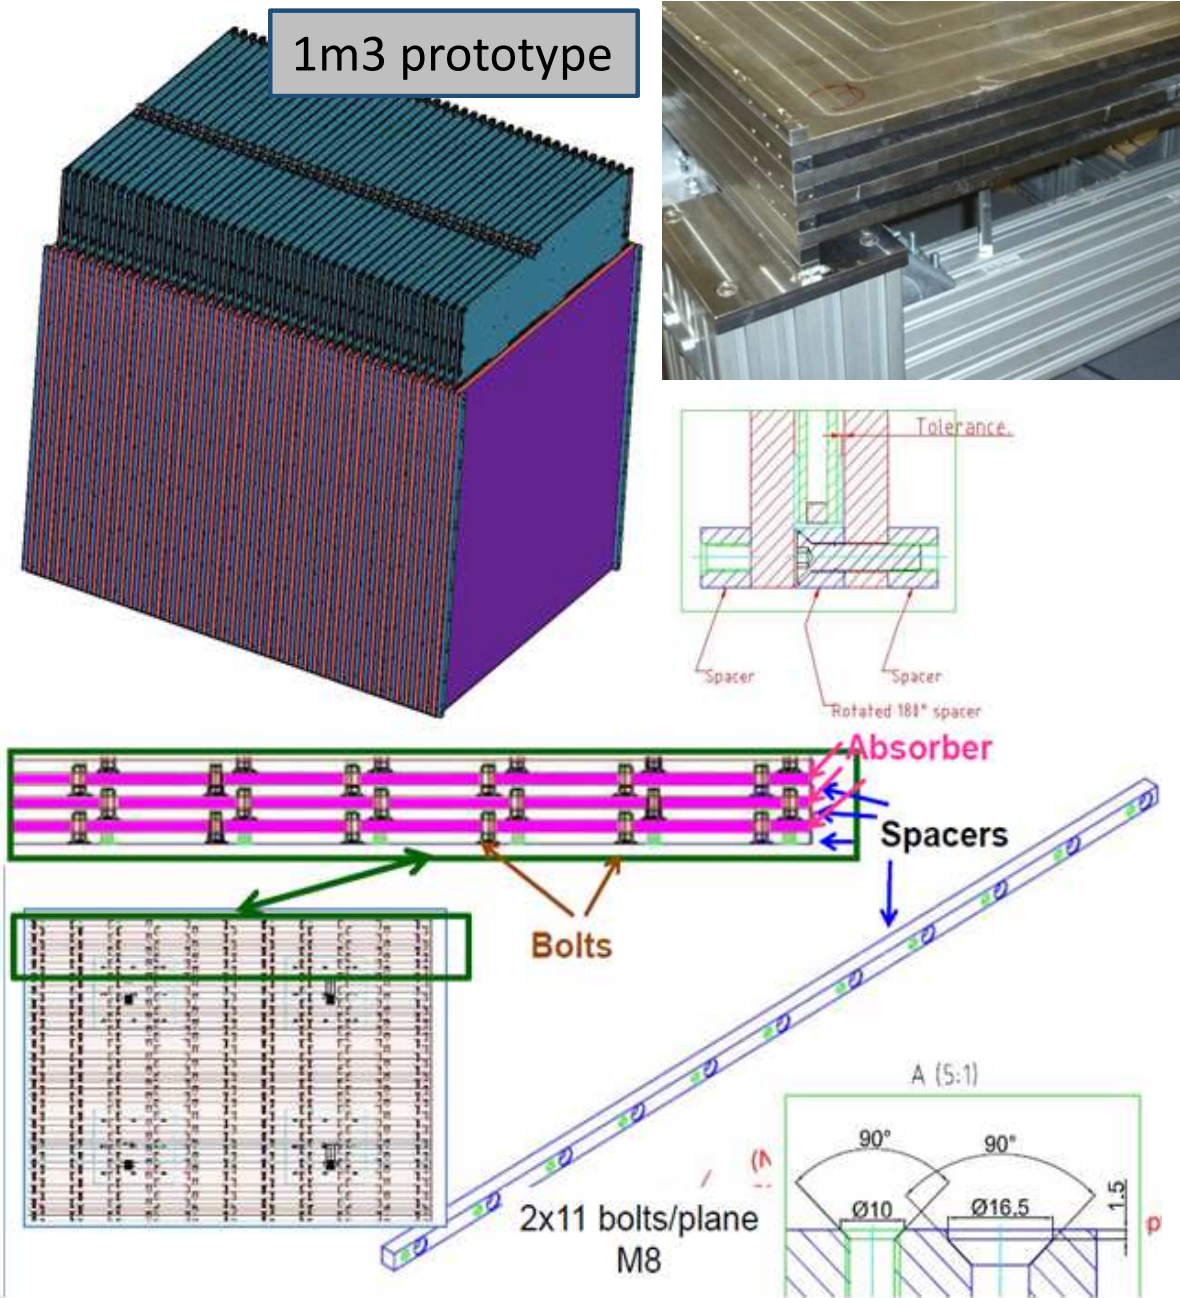 1m3 prototype
Tolerance.
Spacer
Spacer
Rotated 180° spacer
Absorber
Spacers
Bolts
A (5:1)
90°
90°
Ø10
Ø16.5
1.5
2x11 bolts/plane
M8